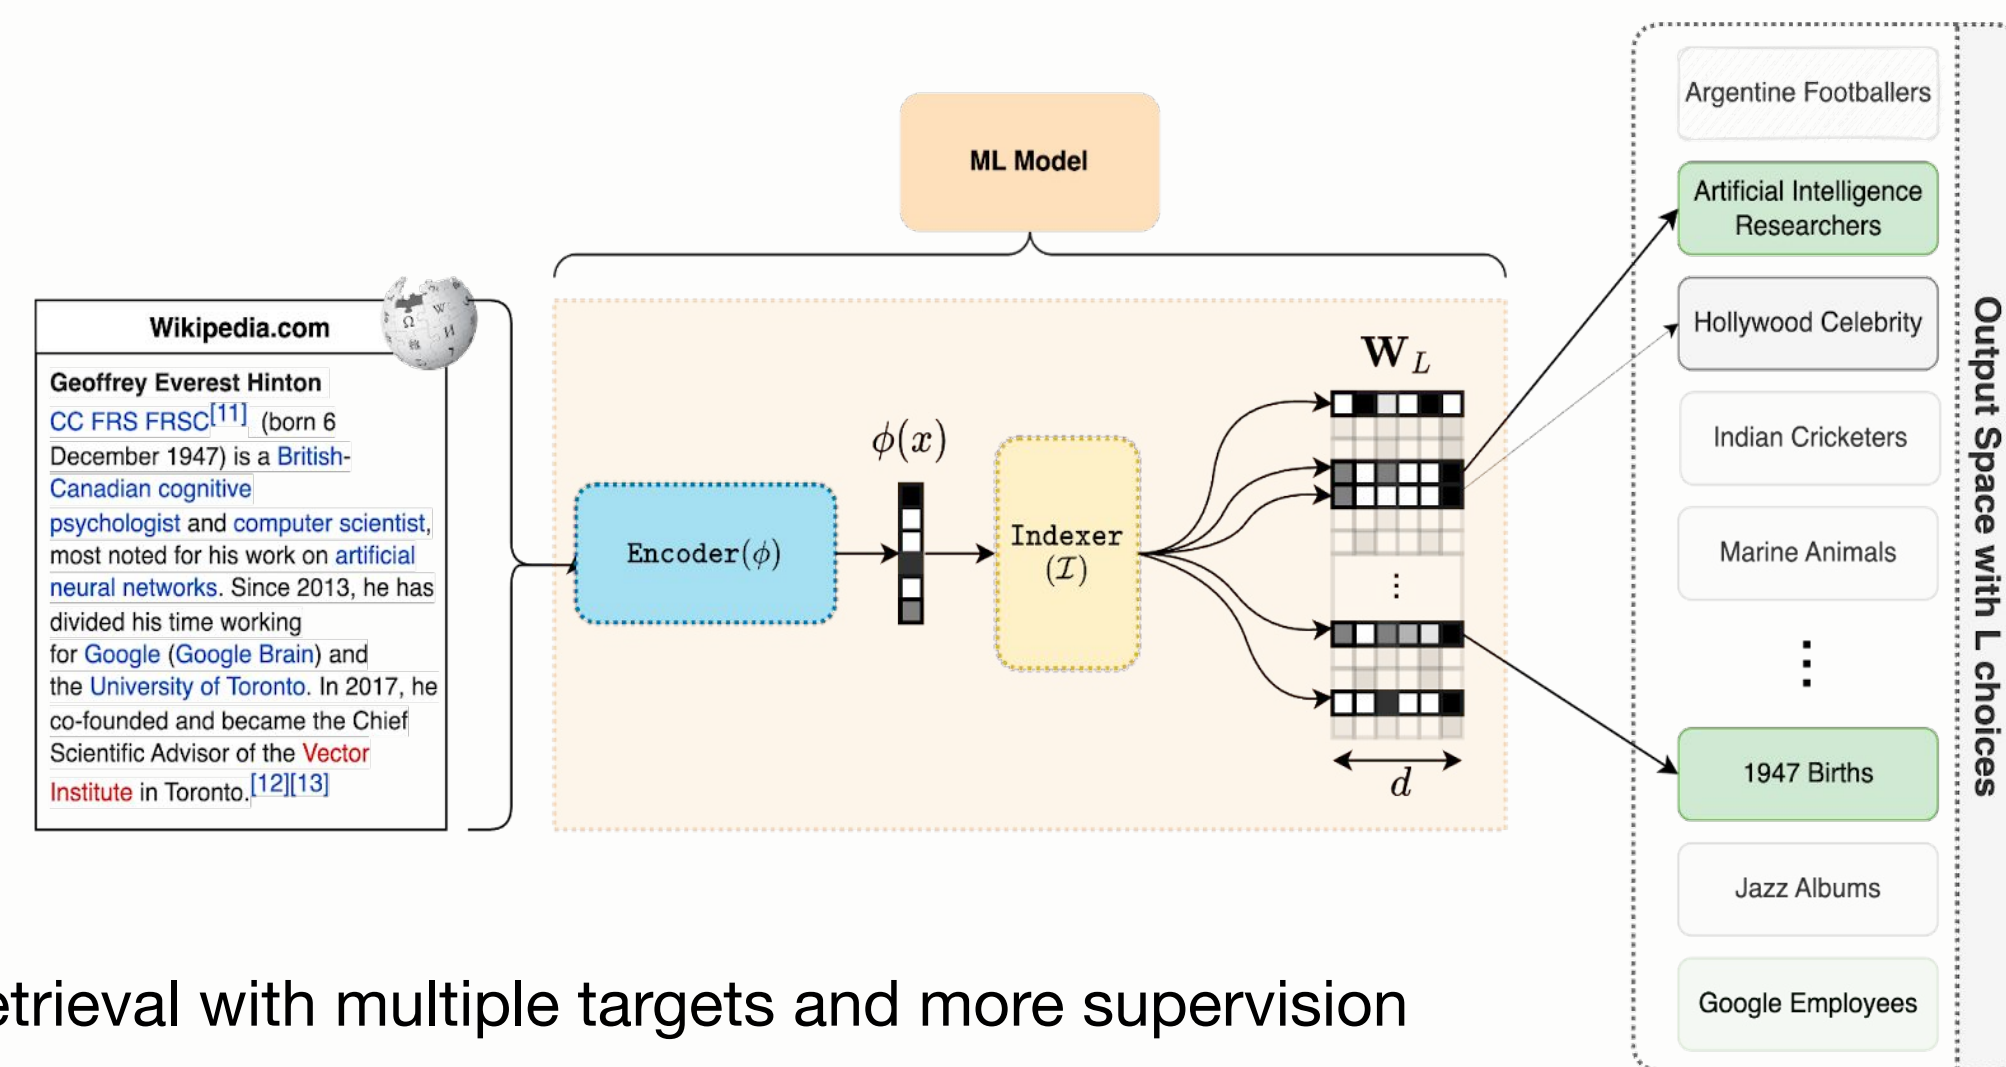 ML Model
Wikipedia.com
Geoffrey Everest Hinton
CC FRS FRSC[11] (born 6
December 1947) is a British-
Canadian cognitive
psychologist and computer scientist,
most noted for his work on artificial
neural networks. Since 2013, he has
divided his time working
for Google (Google Brain) and
the University of Toronto. In 2017, he
co-founded and became the Chief
Scientific Advisor of the Vector
Institute in Toronto.[12][13]
Encoder(ϕ)
ϕ(x)
Indexer
(ℐ)
W_L
⋮
d
Argentine Footballers
Artificial Intelligence
Researchers
Hollywood Celebrity
Indian Cricketers
Marine Animals
⋮
1947 Births
Jazz Albums
Google Employees
Output Space with L choices
etrieval with multiple targets and more supervision